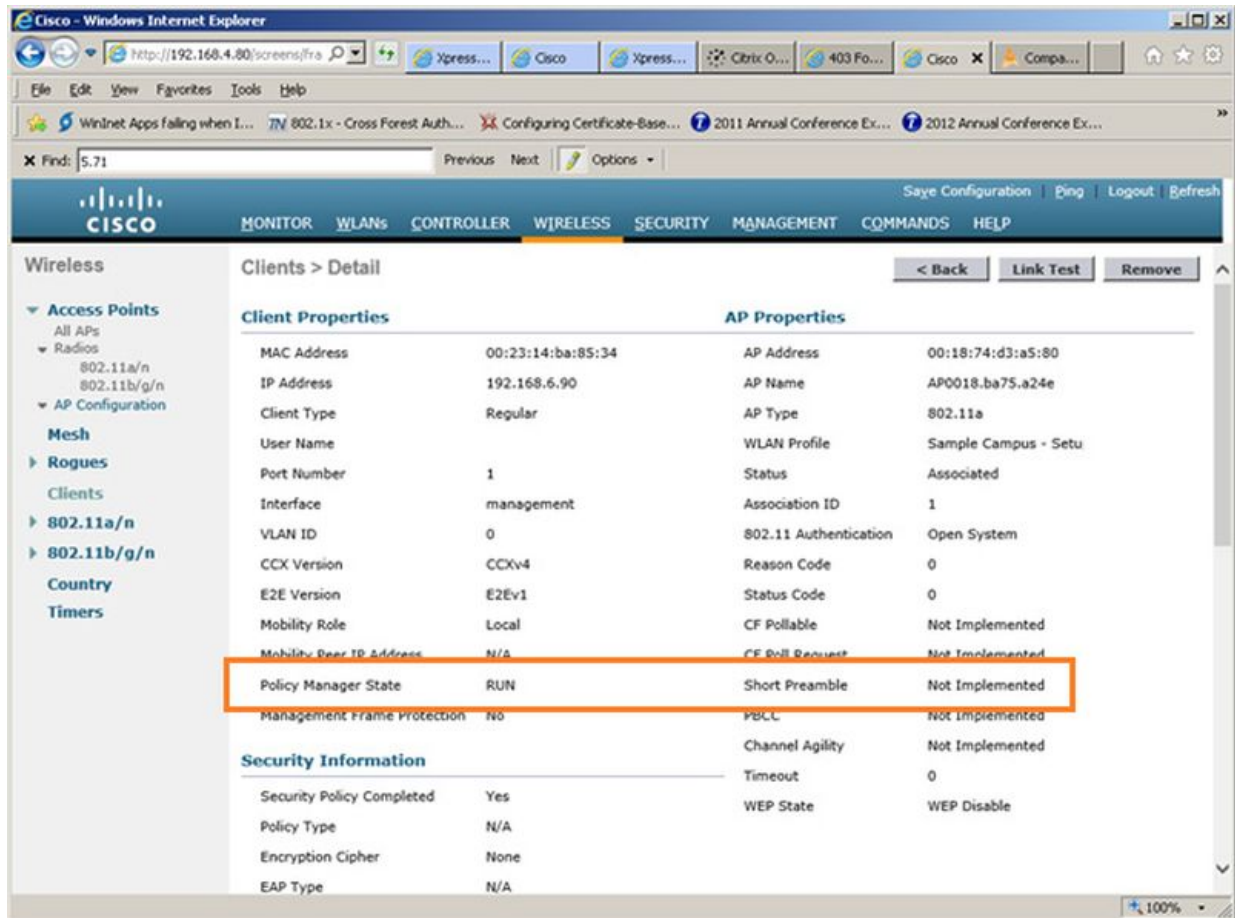 Cisco - Windows Internet Explorer
http://192.168.4.80/screens/fra Xpress... Cisco Xpress... Citrix O... 403 Fo... Cisco Compa...
File Edit View Favorites Tools Help
WinInet Apps failing when I... 802.1x - Cross Forest Auth... Configuring Certificate-Base... 2011 Annual Conference Ex... 2012 Annual Conference Ex...
Find: 5.71 Previous Next Options
Save Configuration | Ping | Logout | Refresh
CISCO MONITOR WLANs CONTROLLER WIRELESS SECURITY MANAGEMENT COMMANDS HELP
Wireless
Access Points
All APs
Radios
802.11a/n
802.11b/g/n
AP Configuration
Mesh
Rogues
Clients
802.11a/n
802.11b/g/n
Country
Timers
Clients > Detail < Back Link Test Remove
Client Properties
MAC Address 00:23:14:ba:85:34
IP Address 192.168.6.90
Client Type Regular
User Name
Port Number 1
Interface management
VLAN ID 0
CCX Version CCXv4
E2E Version E2Ev1
Mobility Role Local
Mobility Peer IP Address N/A
Policy Manager State RUN
Management Frame Protection No
Security Information
Security Policy Completed Yes
Policy Type N/A
Encryption Cipher None
EAP Type N/A
AP Properties
AP Address 00:18:74:d3:a5:80
AP Name AP0018.ba75.a24e
AP Type 802.11a
WLAN Profile Sample Campus - Setu
Status Associated
Association ID 1
802.11 Authentication Open System
Reason Code 0
Status Code 0
CF Pollable Not Implemented
CF Poll Request Not Implemented
Short Preamble Not Implemented
PBCC Not Implemented
Channel Agility Not Implemented
Timeout 0
WEP State WEP Disable
100%